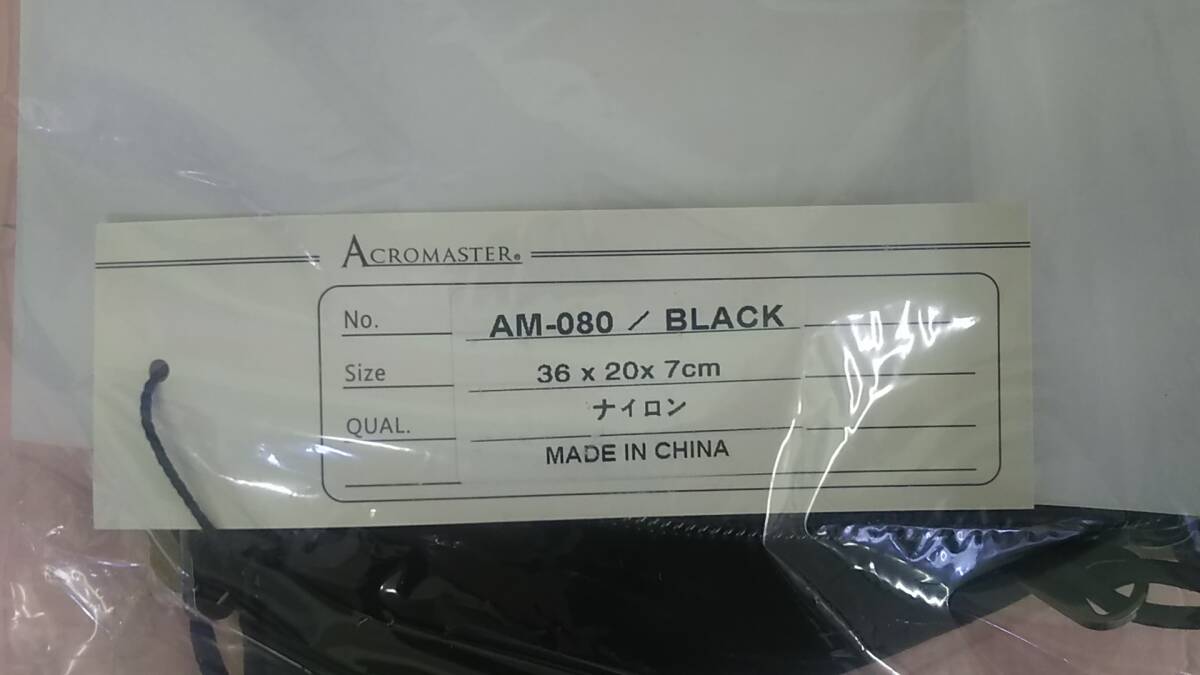 ACROMASTER®
No. AM-080 / BLACK
Size 36 x 20x 7cm
QUAL. ナイロン
MADE IN CHINA